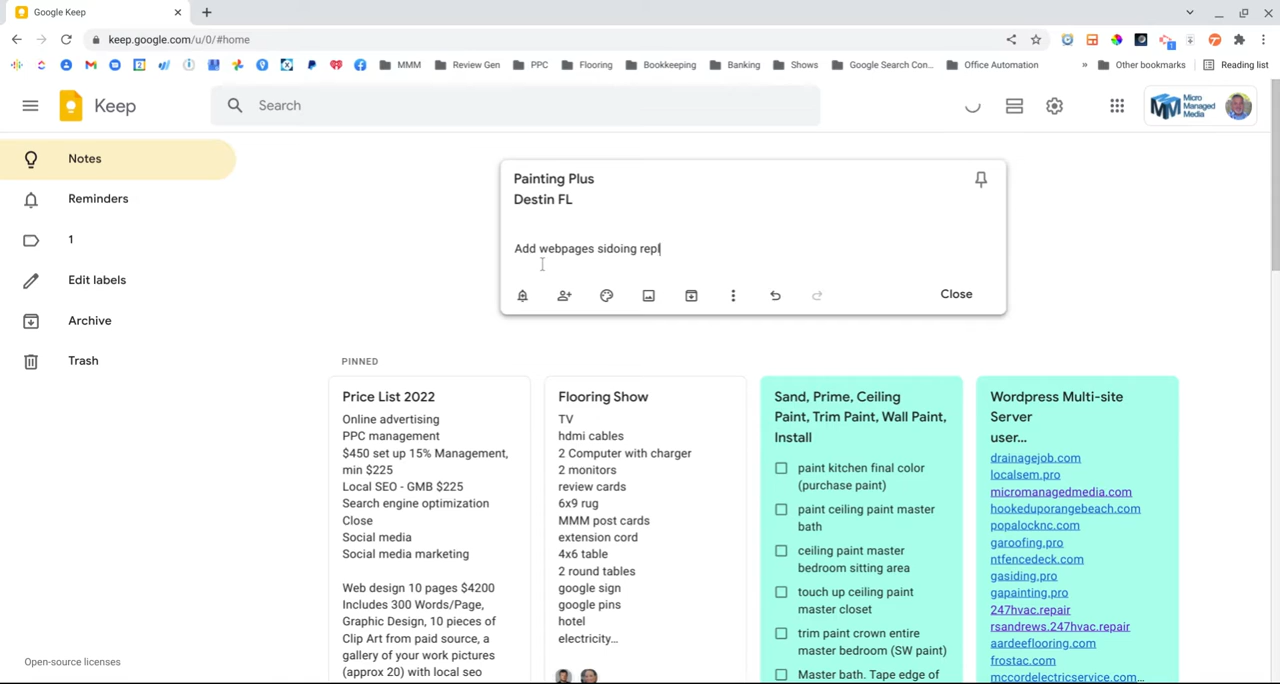 Google Keep
keep.google.com/u/0/#home
MMM
Review Gen
PPC
Flooring
Bookkeeping
Banking
Shows
Google Search Con...
Office Automation
»
Other bookmarks
Reading list
Keep
Search
Micro
Managed
Media
Notes
Reminders
1
Edit labels
Archive
Trash
Painting Plus
Destin FL
Add webpages sidoing repl
Close
PINNED
Price List 2022
Online advertising
PPC management
$450 set up 15% Management,
min $225
Local SEO - GMB $225
Search engine optimization
Close
Social media
Social media marketing
Web design 10 pages $4200
Includes 300 Words/Page,
Graphic Design, 10 pieces of
Clip Art from paid source, a
gallery of your work pictures
(approx 20) with local seo
Flooring Show
TV
hdmi cables
2 Computer with charger
2 monitors
review cards
6x9 rug
MMM post cards
extension cord
4x6 table
2 round tables
google sign
google pins
hotel
electricity...
Sand, Prime, Ceiling
Paint, Trim Paint, Wall Paint,
Install
paint kitchen final color
(purchase paint)
paint ceiling paint master
bath
ceiling paint master
bedroom sitting area
touch up ceiling paint
master closet
trim paint crown entire
master bedroom (SW paint)
Master bath. Tape edge of
Wordpress Multi-site
Server
user...
drainagejob.com
localsem.pro
micromanagedmedia.com
hookeduporangebeach.com
popalocknc.com
garoofing.pro
ntfencedeck.com
gasiding.pro
gapainting.pro
247hvac.repair
rsandrews.247hvac.repair
aardeeflooring.com
frostac.com
mccordelectricservice.com...
Open-source licenses